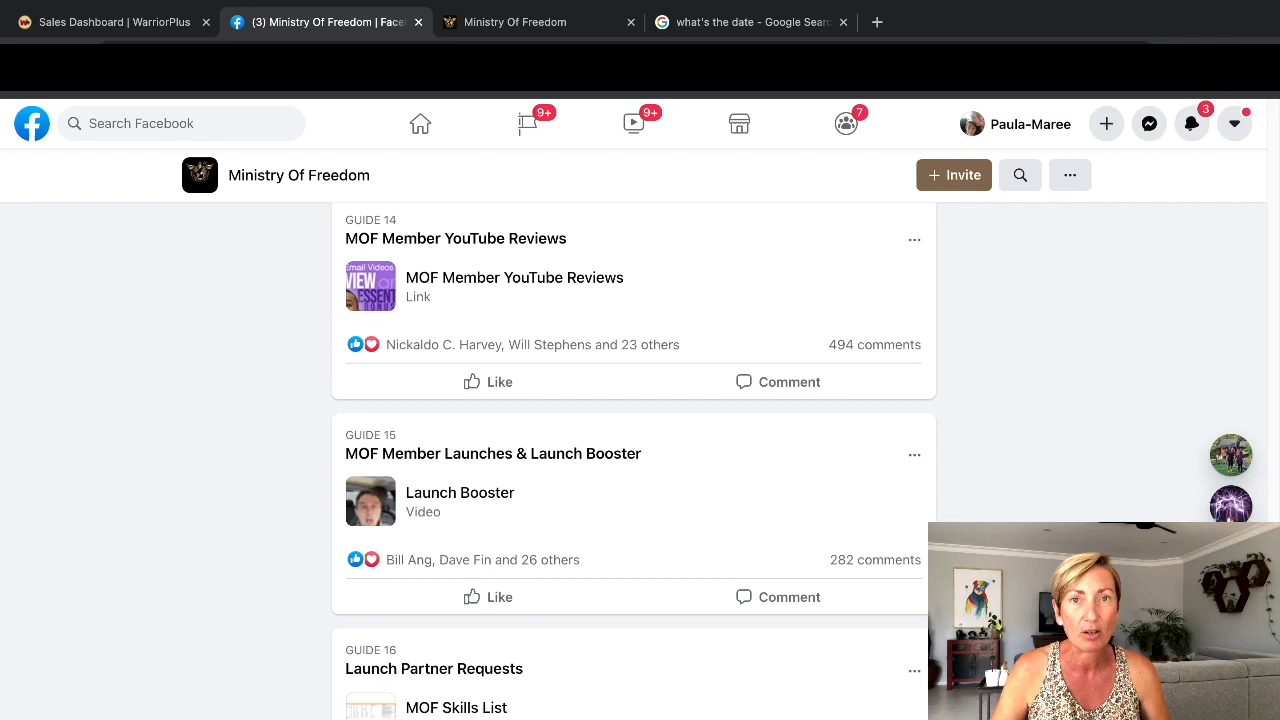 Sales Dashboard | WarriorPlus
(3) Ministry Of Freedom | Face
Ministry Of Freedom
what's the date - Google Sear
Search Facebook
9+
9+
7
Paula-Maree
3
Ministry Of Freedom
Invite
GUIDE 14
MOF Member YouTube Reviews
Email Videos
MOF Member YouTube Reviews
Link
Nickaldo C. Harvey, Will Stephens and 23 others
494 comments
Like
Comment
GUIDE 15
MOF Member Launches & Launch Booster
Launch Booster
Video
Bill Ang, Dave Fin and 26 others
282 comments
Like
Comment
GUIDE 16
Launch Partner Requests
MOF Skills List